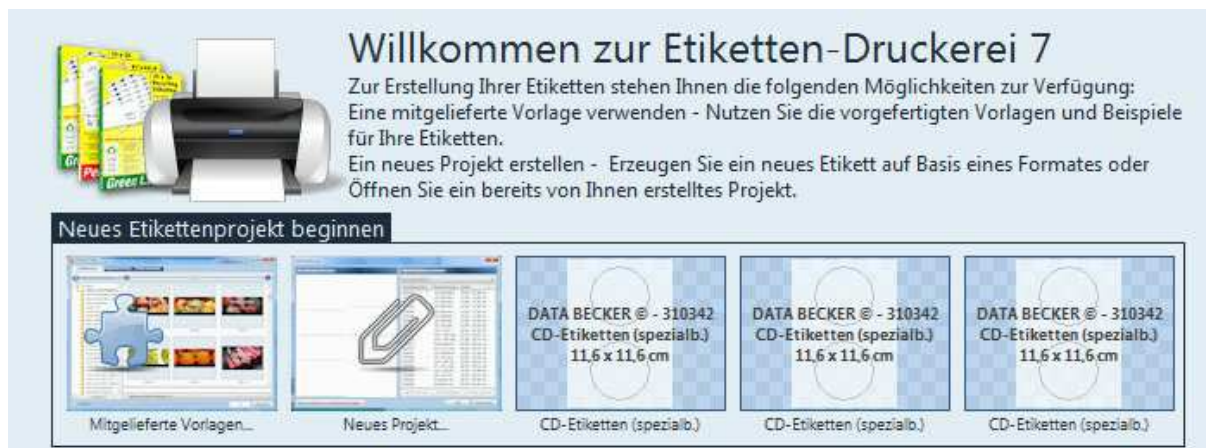 Willkommen zur Etiketten-Druckerei 7
Zur Erstellung Ihrer Etiketten stehen Ihnen die folgenden Möglichkeiten zur Verfügung:
Eine mitgelieferte Vorlage verwenden - Nutzen Sie die vorgefertigten Vorlagen und Beispiele
für Ihre Etiketten.
Ein neues Projekt erstellen - Erzeugen Sie ein neues Etikett auf Basis eines Formates oder
Öffnen Sie ein bereits von Ihnen erstelltes Projekt.
Neues Etikettenprojekt beginnen
DATA BECKER © - 310342
CD-Etiketten (spezialb.)
11,6 x 11,6 cm
DATA BECKER © - 310342
CD-Etiketten (spezialb.)
11,6 x 11,6 cm
DATA BECKER © - 310342
CD-Etiketten (spezialb.)
11,6 x 11,6 cm
Mitgelieferte Vorlagen...
Neues Projekt...
CD-Etiketten (spezialb.)
CD-Etiketten (spezialb.)
CD-Etiketten (spezialb.)